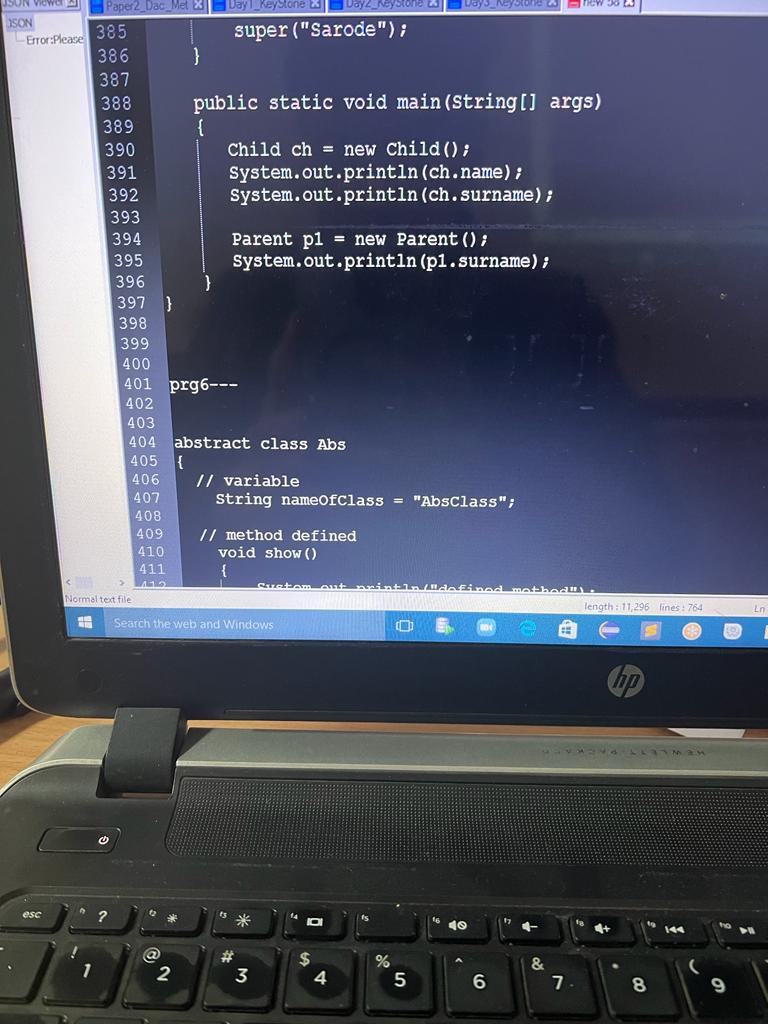 JSON Viewer
Paper2_Dac_Met
Day1_KeyStone
Day2_KeyStone
Day3_KeyStone
new 58
JSON
Error:Please
385 super("Sarode");
386 }
387
388 public static void main(String[] args)
389 {
390 Child ch = new Child();
391 System.out.println(ch.name);
392 System.out.println(ch.surname);
393
394 Parent p1 = new Parent();
395 System.out.println(p1.surname);
396 }
397 }
398
399
400
401 prg6---
402
403
404 abstract class Abs
405 {
406 // variable
407 String nameOfClass = "AbsClass";
408
409 // method defined
410 void show()
411 {
412 System.out.println("defined method");
Normal text file
length : 11,296 lines : 764 Ln
Search the web and Windows
hp
HEWLETT-PACKARD
esc
? f2 f3 f4 f5 f6 f7 f8 f9 f10
! 1
@ 2
# 3
$ 4
% 5
^ 6
& 7
* 8
( 9